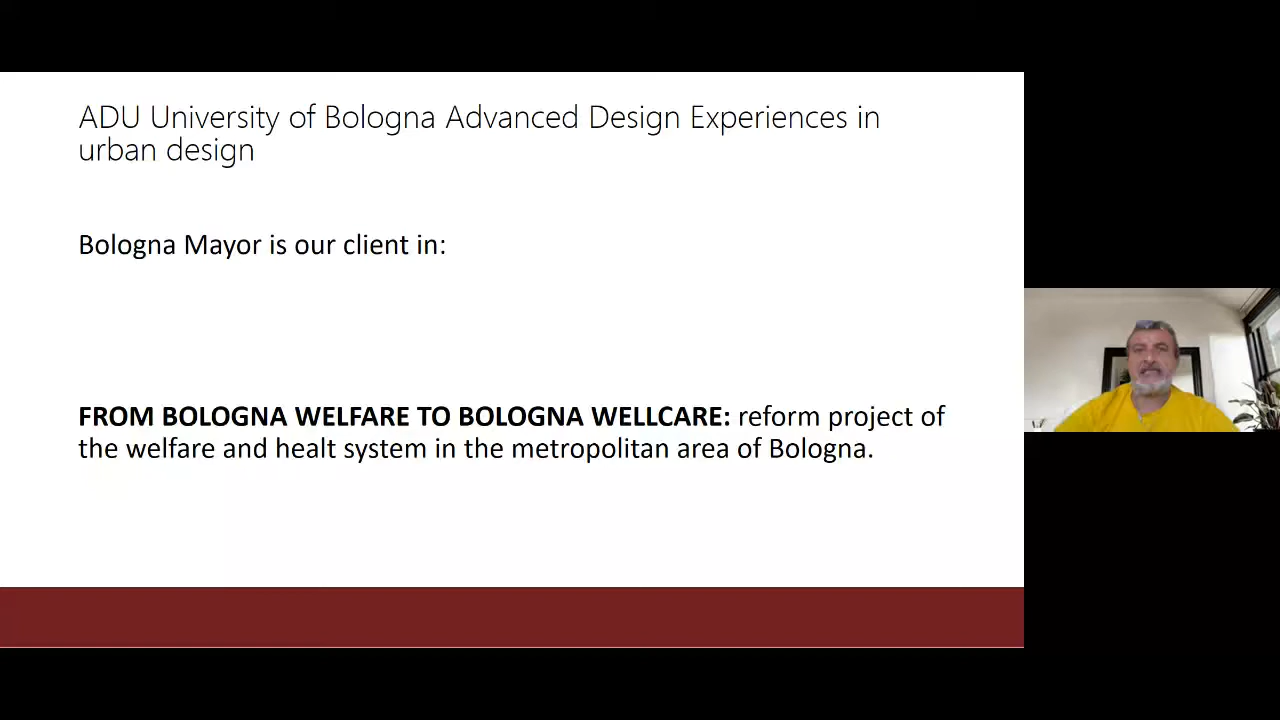 ADU University of Bologna Advanced Design Experiences in
urban design
Bologna Mayor is our client in:
FROM BOLOGNA WELFARE TO BOLOGNA WELLCARE: reform project of
the welfare and healt system in the metropolitan area of Bologna.